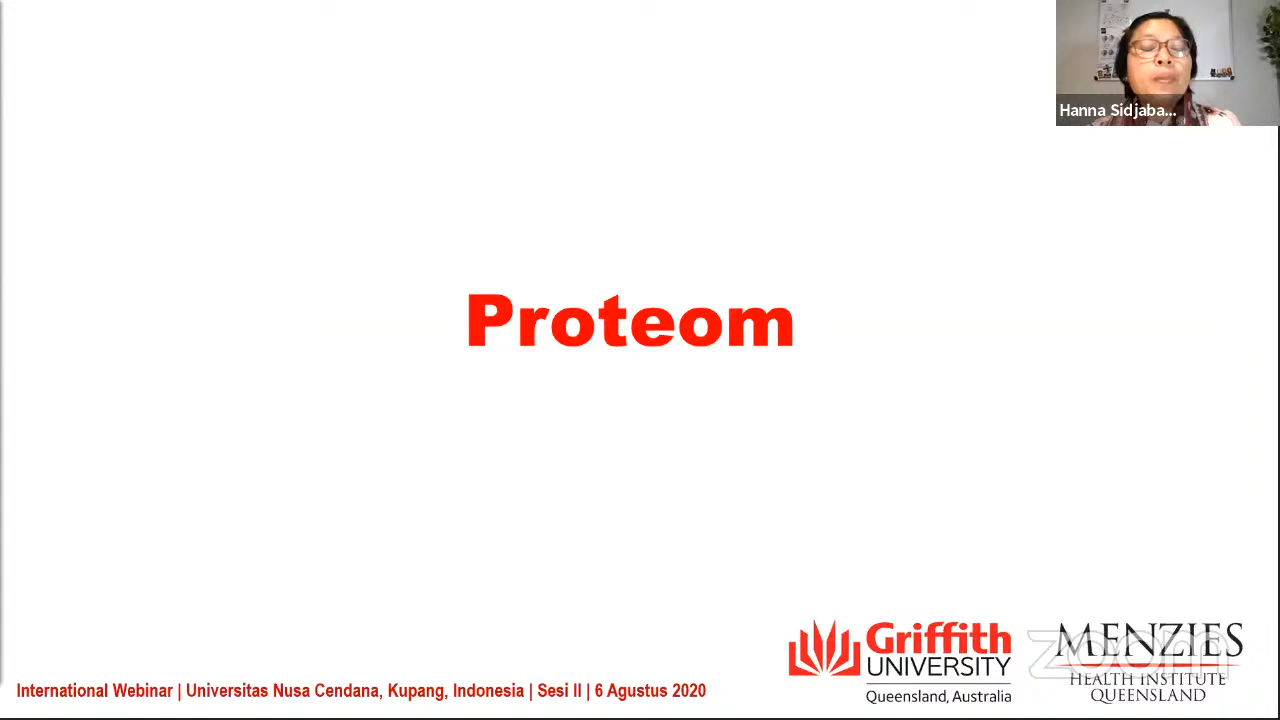 Hanna Sidjaba...
Proteom
Griffith
UNIVERSITY
Queensland, Australia
MENZIES
HEALTH INSTITUTE
QUEENSLAND
zoom
International Webinar | Universitas Nusa Cendana, Kupang, Indonesia | Sesi II | 6 Agustus 2020